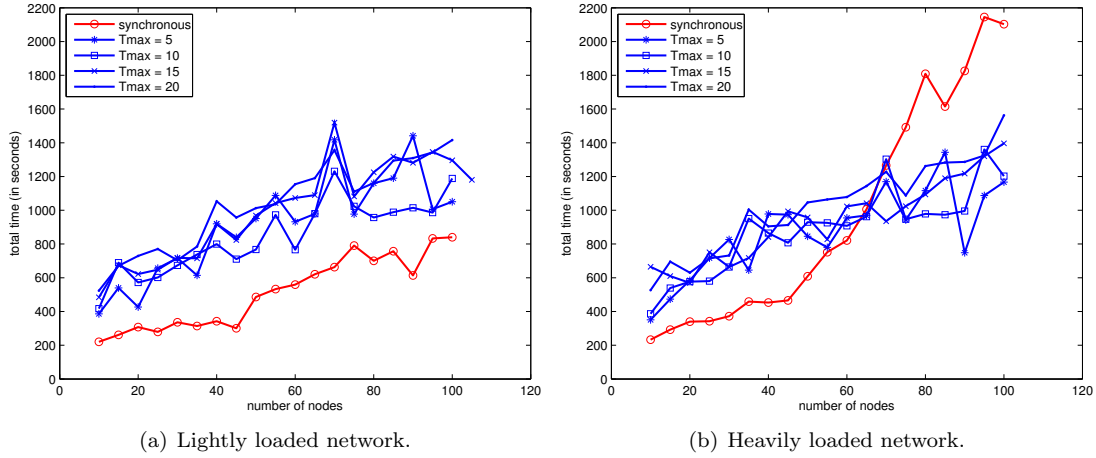 2200
2000
1800
1600
1400
1200
1000
800
600
400
200
0
total time (in seconds)
synchronous
Tmax = 5
Tmax = 10
Tmax = 15
Tmax = 20
0 20 40 60 80 100 120
number of nodes
(a) Lightly loaded network.
2200
2000
1800
1600
1400
1200
1000
800
600
400
200
0
total time (in seconds)
synchronous
Tmax = 5
Tmax = 10
Tmax = 15
Tmax = 20
0 20 40 60 80 100 120
number of nodes
(b) Heavily loaded network.